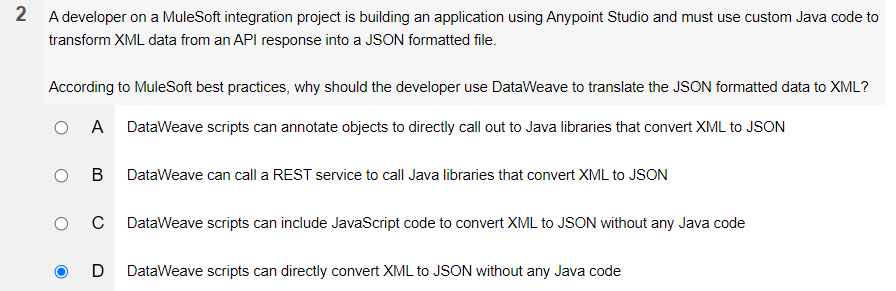 2 A developer on a MuleSoft integration project is building an application using Anypoint Studio and must use custom Java code to
transform XML data from an API response into a JSON formatted file.
According to MuleSoft best practices, why should the developer use DataWeave to translate the JSON formatted data to XML?
A DataWeave scripts can annotate objects to directly call out to Java libraries that convert XML to JSON
B DataWeave can call a REST service to call Java libraries that convert XML to JSON
C DataWeave scripts can include JavaScript code to convert XML to JSON without any Java code
D DataWeave scripts can directly convert XML to JSON without any Java code